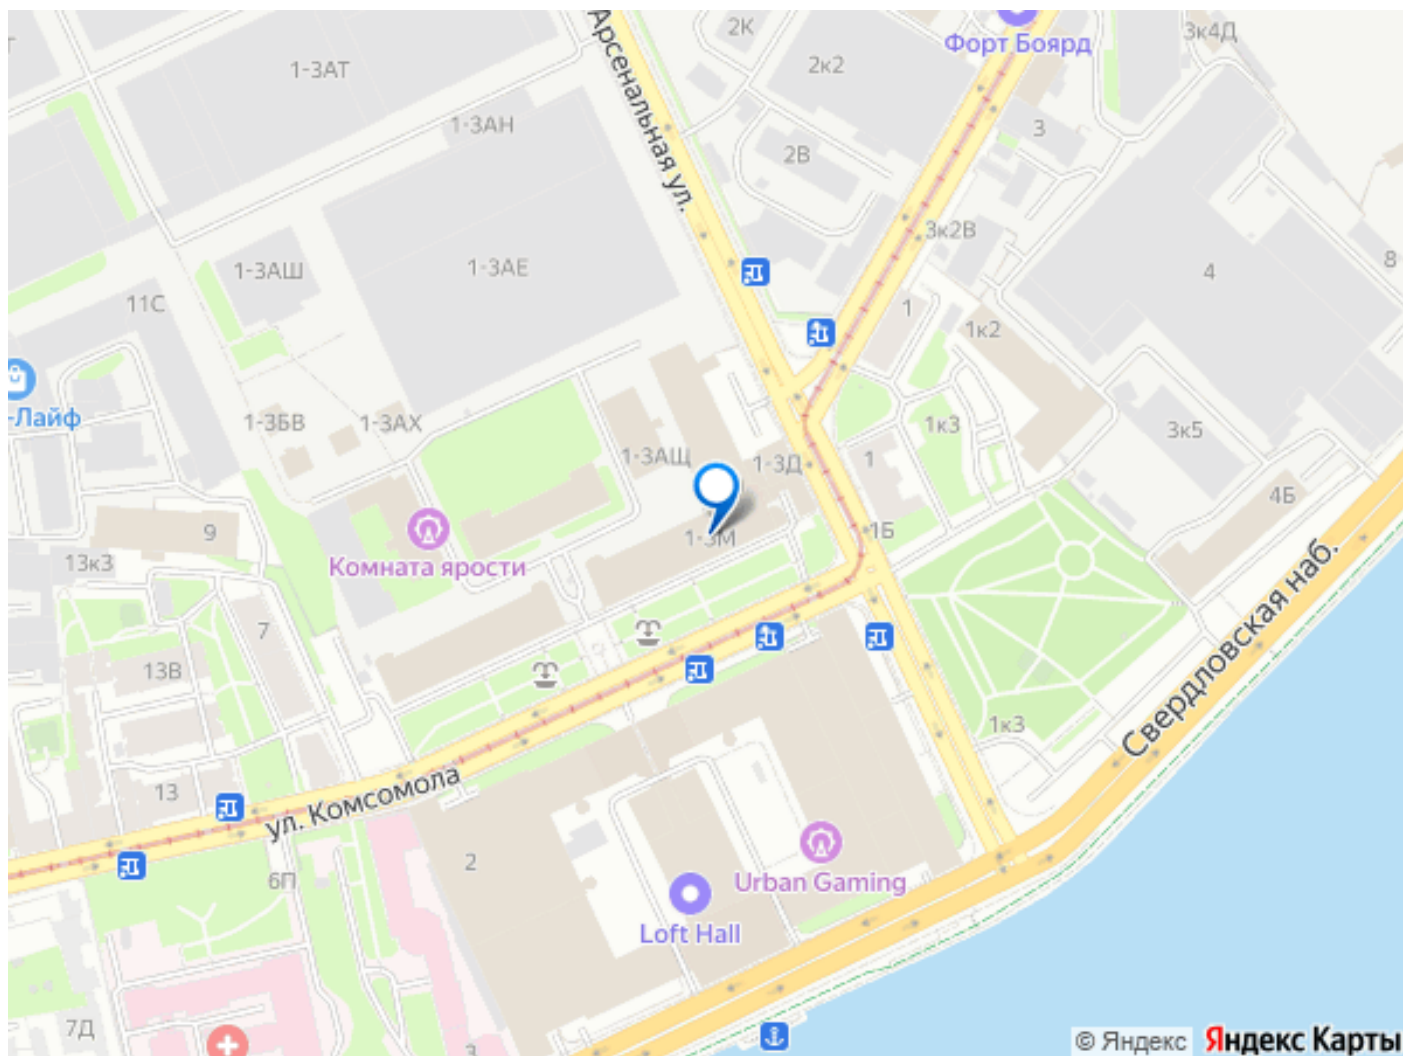 2К
3к4Д
Форт Боярд
1-3АТ
2к2
Арсенальная ул.
1-3АН
3
2В
3к2В
1-3АШ
1-3АЕ
8
4
11С
1
1к2
-Лайф
1-3БВ
1-3АХ
1к3
3к5
1-3АЩ
1-3Д
1
4Б
9
1-3М
1Б
13к3
Комната ярости
Свердловская наб.
7
13В
1к3
13
ул. Комсомола
2
6П
Urban Gaming
Loft Hall
7Д
3
© Яндекс Яндекс Карты